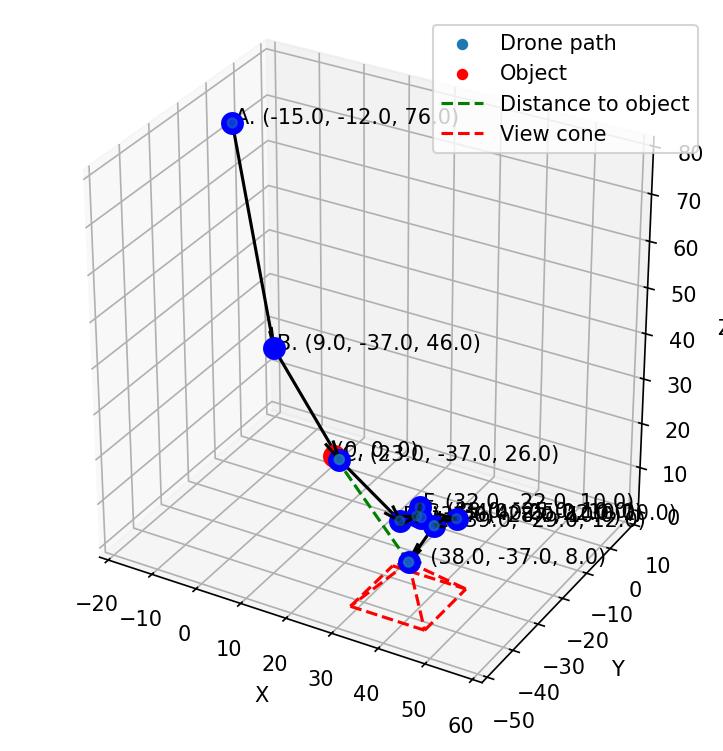 Drone path
Object
Distance to object
View cone
A. (-15.0, -12.0, 76.0)
B. (9.0, -37.0, 46.0)
(0, 0, 0)
C. (23.0, -37.0, 26.0)
E. (32.0, -22.0, 10.0)
(38.0, -37.0, 8.0)
80
70
60
50
40
30
20
10
0
Z
−20
−10
0
10
20
30
40
50
60
X
10
0
−10
−20
−30
−40
−50
Y